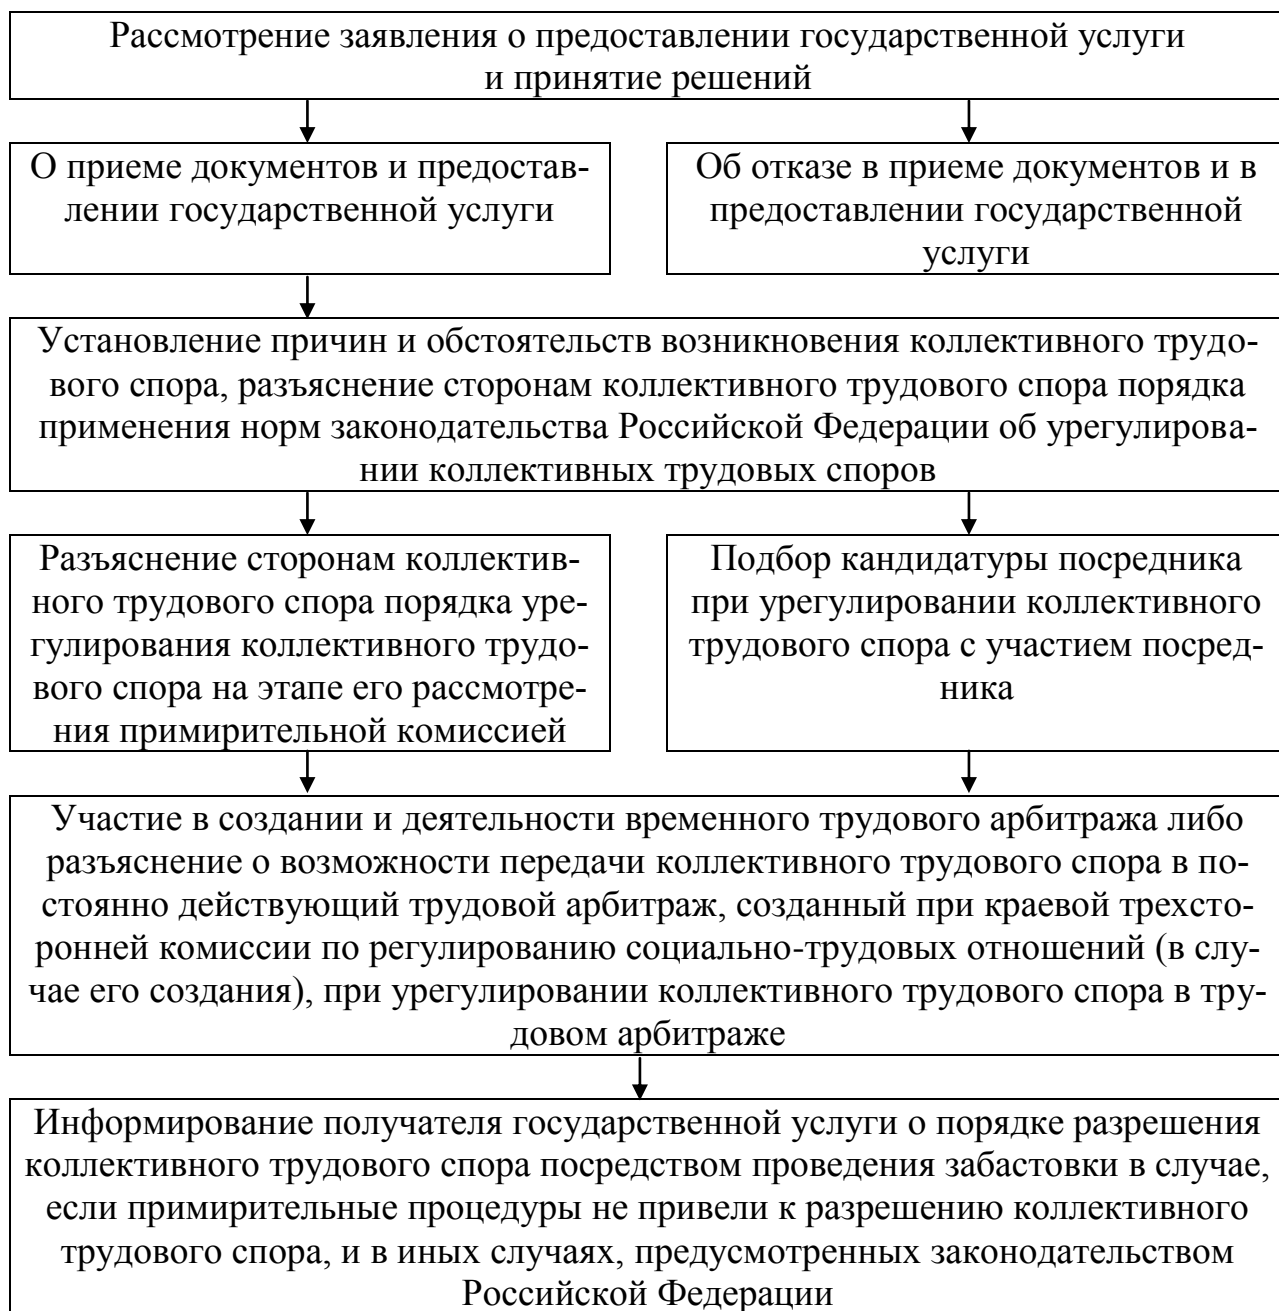 Рассмотрение заявления о предоставлении государственной услуги
и принятие решений
О приеме документов и предостав-
лении государственной услуги
Об отказе в приеме документов и в
предоставлении государственной
услуги
Установление причин и обстоятельств возникновения коллективного трудо-
вого спора, разъяснение сторонам коллективного трудового спора порядка
применения норм законодательства Российской Федерации об урегулирова-
нии коллективных трудовых споров
Разъяснение сторонам коллектив-
ного трудового спора порядка уре-
гулирования коллективного трудо-
вого спора на этапе его рассмотре-
ния примирительной комиссией
Подбор кандидатуры посредника
при урегулировании коллективного
трудового спора с участием посред-
ника
Участие в создании и деятельности временного трудового арбитража либо
разъяснение о возможности передачи коллективного трудового спора в по-
стоянно действующий трудовой арбитраж, созданный при краевой трехсто-
ронней комиссии по регулированию социально-трудовых отношений (в слу-
чае его создания), при урегулировании коллективного трудового спора в тру-
довом арбитраже
Информирование получателя государственной услуги о порядке разрешения
коллективного трудового спора посредством проведения забастовки в случае,
если примирительные процедуры не привели к разрешению коллективного
трудового спора, и в иных случаях, предусмотренных законодательством
Российской Федерации